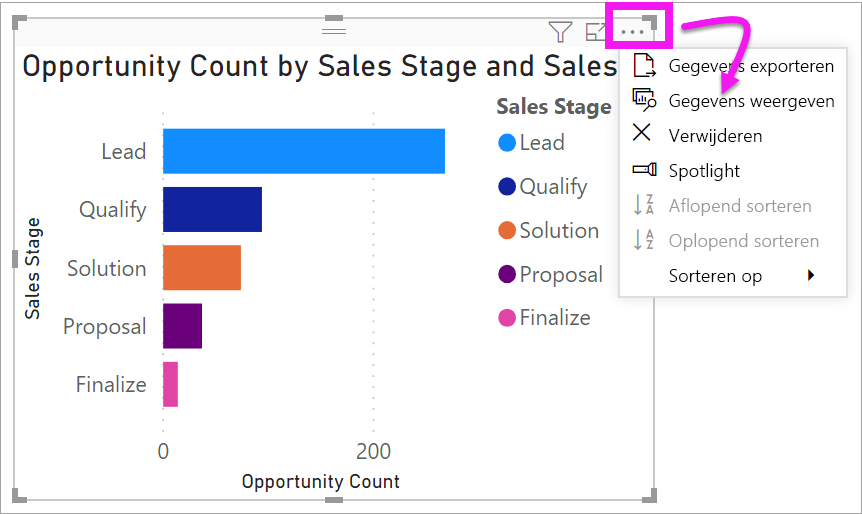 Opportunity Count by Sales Stage and Sales
Sales Stage
Lead
Qualify
Solution
Proposal
Finalize
Sales Stage
Lead
Qualify
Solution
Proposal
Finalize
0
200
Opportunity Count
Gegevens exporteren
Gegevens weergeven
Verwijderen
Spotlight
Aflopend sorteren
Oplopend sorteren
Sorteren op